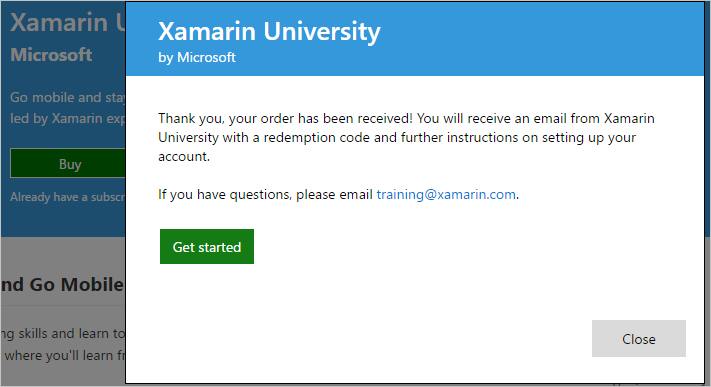 Xamarin U
Microsoft
Go mobile and stay
led by Xamarin exp
Buy
Already have a subscr
Xamarin University
by Microsoft
Thank you, your order has been received! You will receive an email from Xamarin
University with a redemption code and further instructions on setting up your
account.
If you have questions, please email training@xamarin.com.
Get started
Close
nd Go Mobile
ng skills and learn to
where you'll learn fr